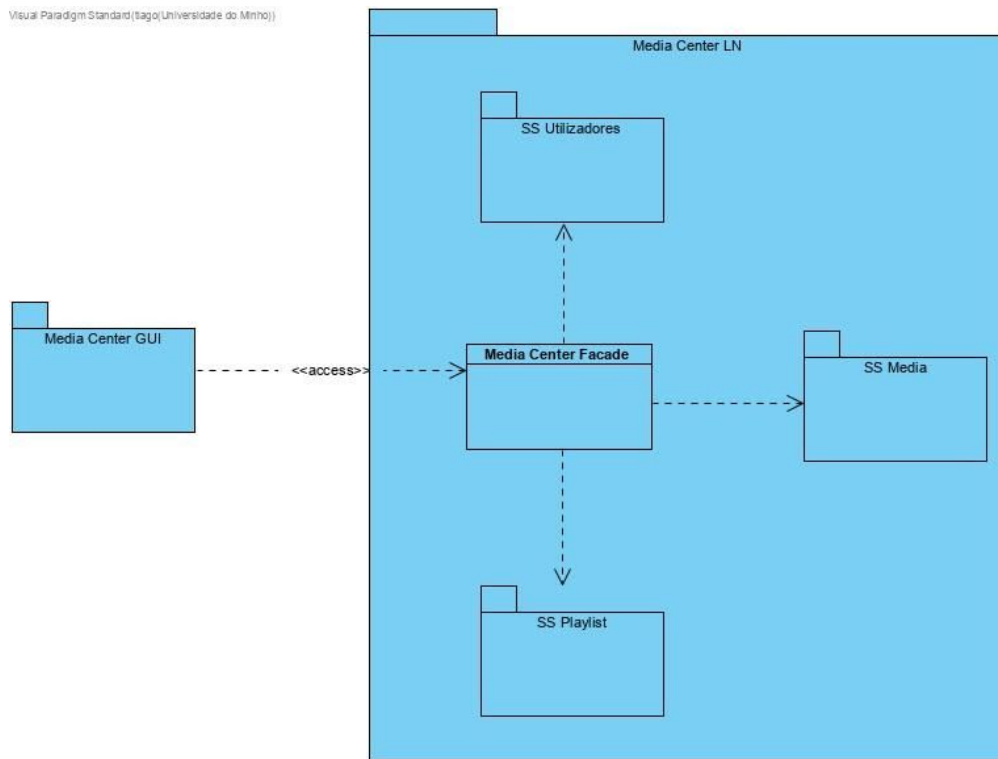 Visual Paradigm Standard(tiago(Universidade do Minho))
Media Center LN
SS Utilizadores
Media Center GUI
<<access>>
Media Center Facade
SS Media
SS Playlist